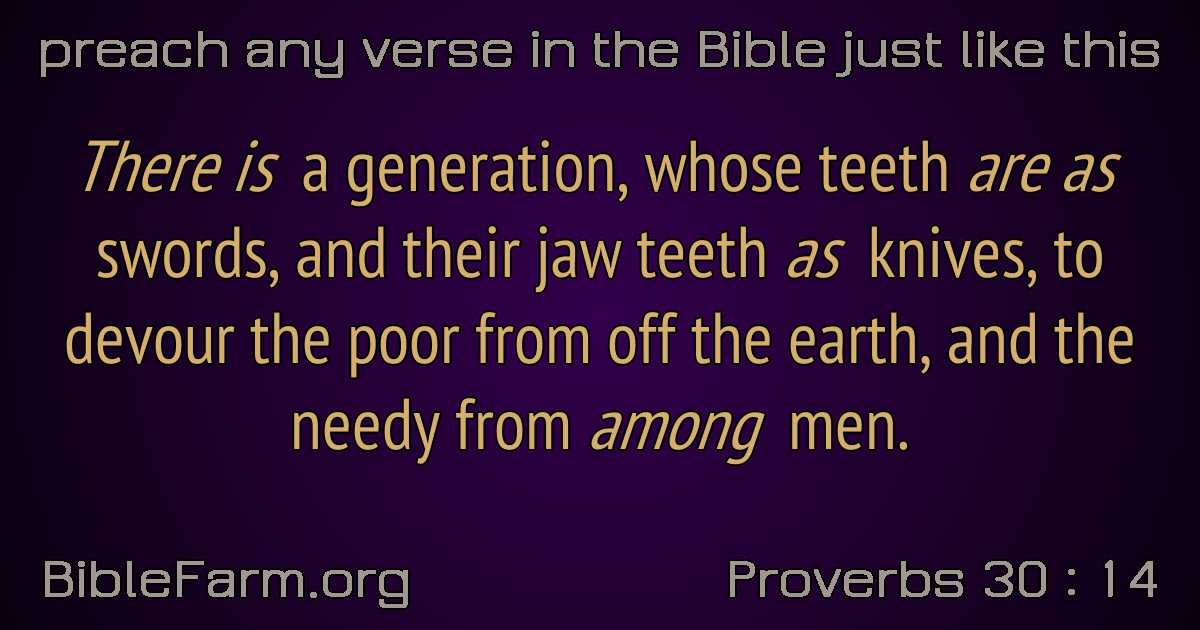 preach any verse in the Bible just like this
There is a generation, whose teeth are as
swords, and their jaw teeth as knives, to
devour the poor from off the earth, and the
needy from among men.
BibleFarm.org
Proverbs 30 : 14